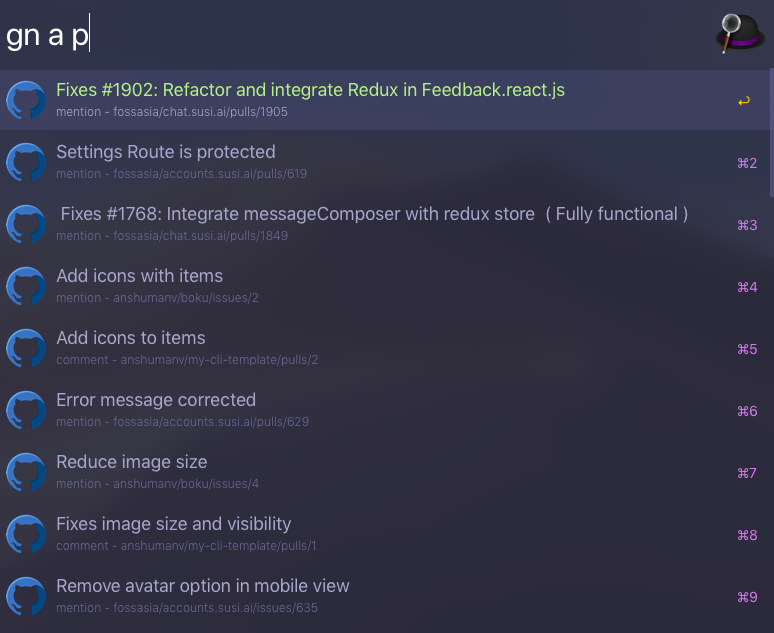 gn a p
Fixes #1902: Refactor and integrate Redux in Feedback.react.js
mention - fossasia/chat.susi.ai/pulls/1905
↩
Settings Route is protected
mention - fossasia/accounts.susi.ai/pulls/619
⌘2
Fixes #1768: Integrate messageComposer with redux store ( Fully functional )
mention - fossasia/chat.susi.ai/pulls/1849
⌘3
Add icons with items
mention - anshumanv/boku/issues/2
⌘4
Add icons to items
comment - anshumanv/my-cli-template/pulls/2
⌘5
Error message corrected
mention - fossasia/accounts.susi.ai/pulls/629
⌘6
Reduce image size
mention - anshumanv/boku/issues/4
⌘7
Fixes image size and visibility
comment - anshumanv/my-cli-template/pulls/1
⌘8
Remove avatar option in mobile view
mention - fossasia/accounts.susi.ai/issues/635
⌘9